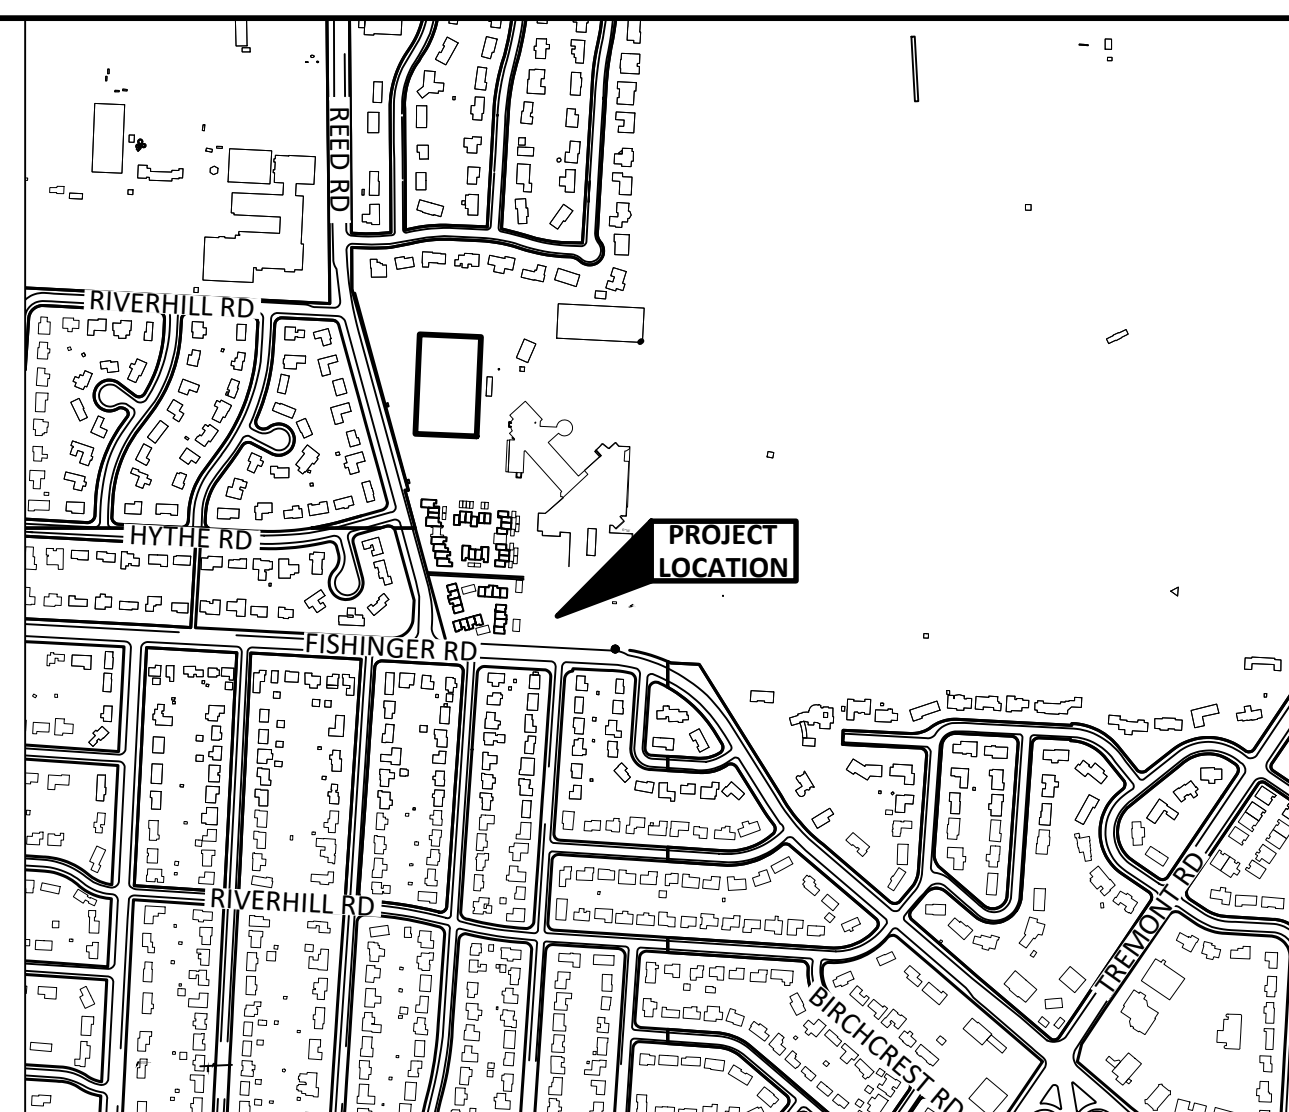 REED RD
RIVERHILL RD
HYTHE RD
PROJECT
LOCATION
FISHINGER RD
RIVERHILL RD
TREMONT RD
BIRCHCREST RD